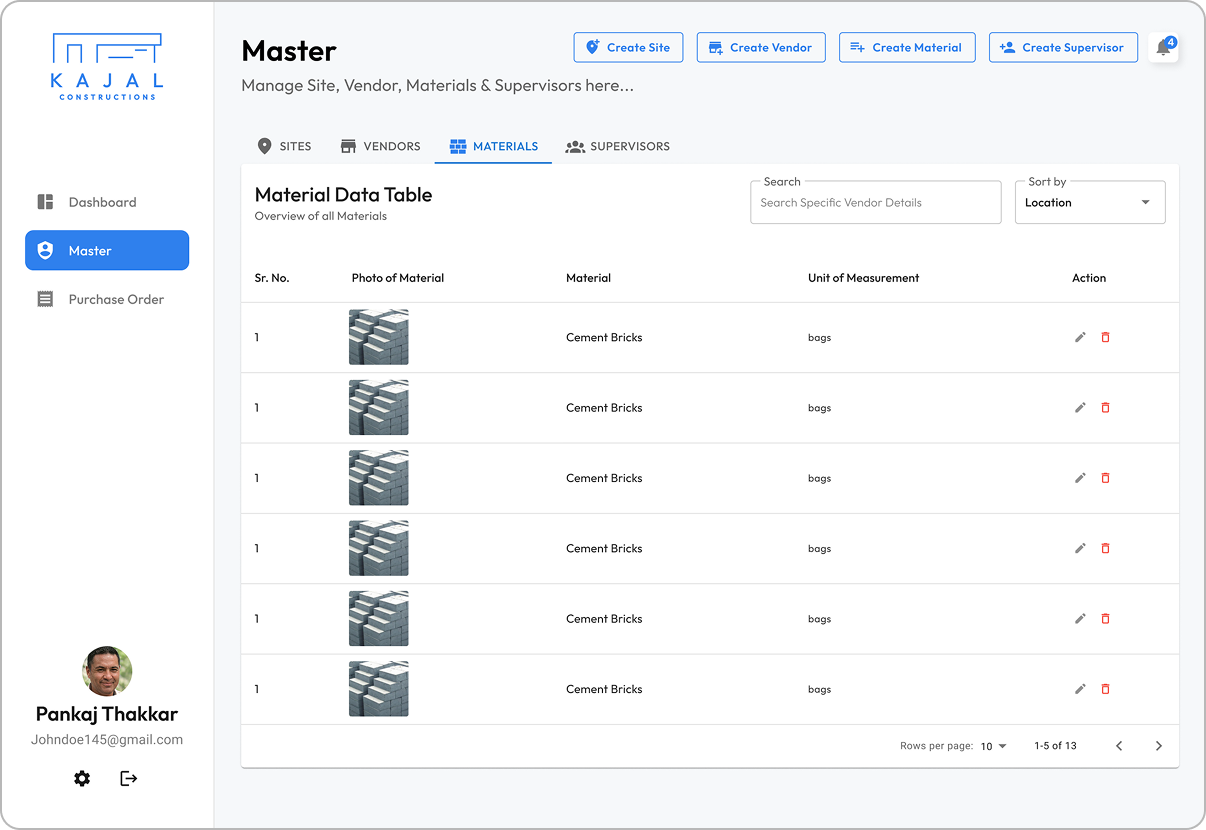 KAJAL
CONSTRUCTIONS
Dashboard
Master
Purchase Order
Pankaj Thakkar
Johndoe145@gmail.com
Master
Manage Site, Vendor, Materials & Supervisors here...
Create Site
Create Vendor
Create Material
Create Supervisor
4
SITES
VENDORS
MATERIALS
SUPERVISORS
Material Data Table
Overview of all Materials
Search
Search Specific Vendor Details
Sort by
Location
Sr. No. Photo of Material Material Unit of Measurement Action
1 Cement Bricks bags
1 Cement Bricks bags
1 Cement Bricks bags
1 Cement Bricks bags
1 Cement Bricks bags
1 Cement Bricks bags
Rows per page: 10 1-5 of 13